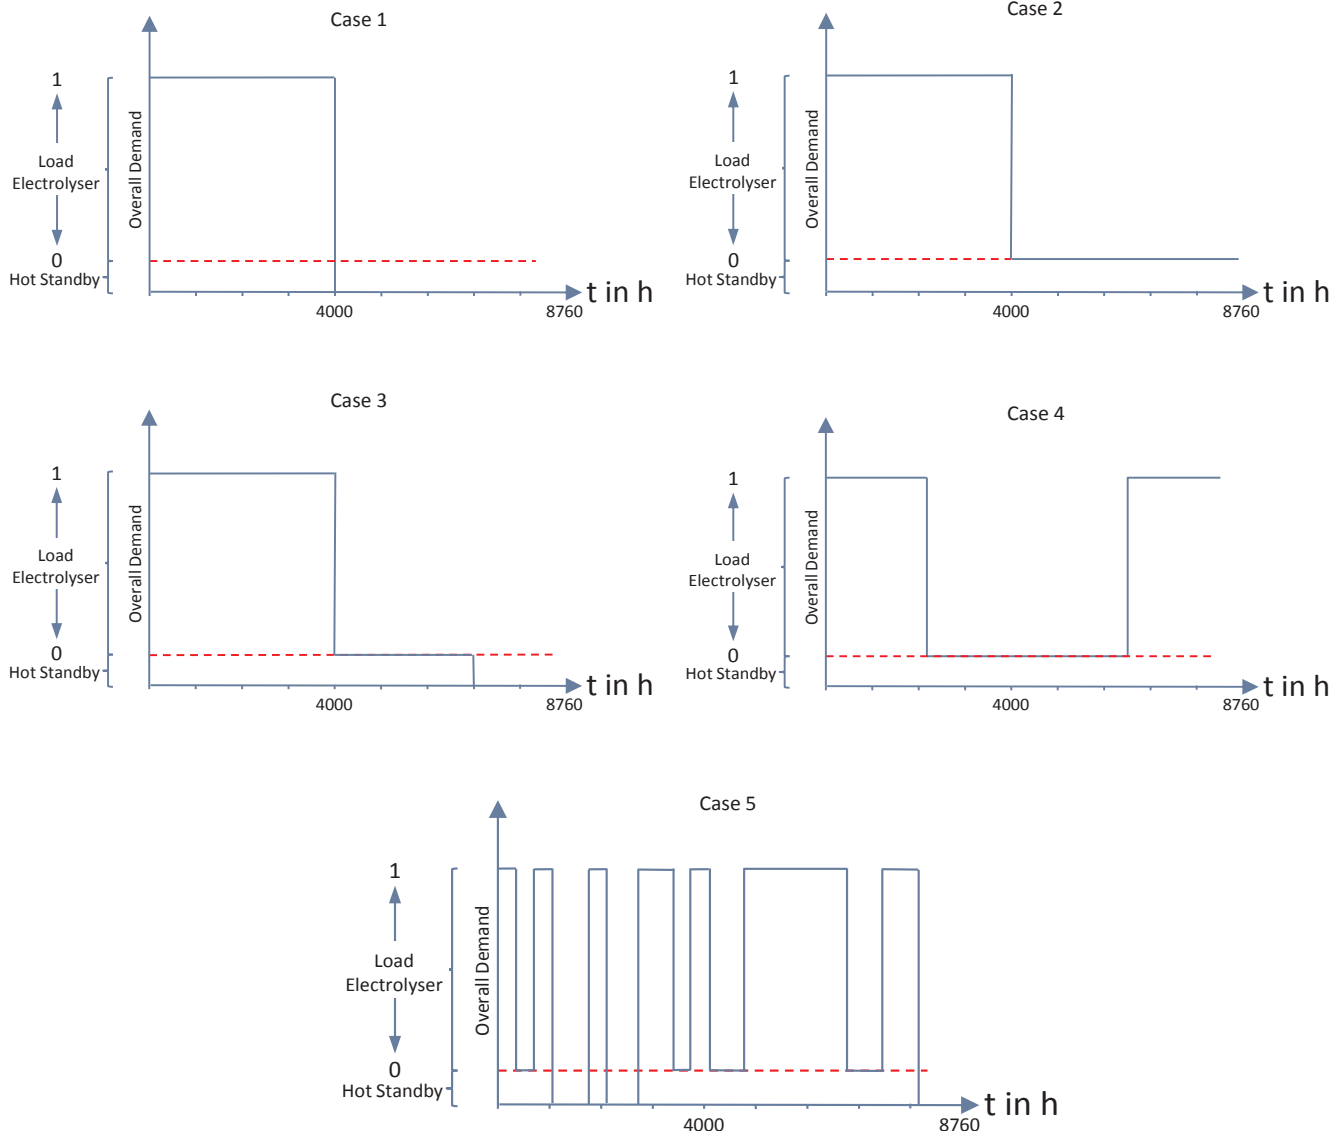 Case 1
1
Load
Electrolyser
0
Hot Standby
Overall Demand
t in h
4000
8760
Case 2
1
Load
Electrolyser
0
Hot Standby
Overall Demand
t in h
4000
8760
Case 3
1
Load
Electrolyser
0
Hot Standby
Overall Demand
t in h
4000
8760
Case 4
1
Load
Electrolyser
0
Hot Standby
Overall Demand
t in h
4000
8760
Case 5
1
Load
Electrolyser
0
Hot Standby
Overall Demand
t in h
4000
8760